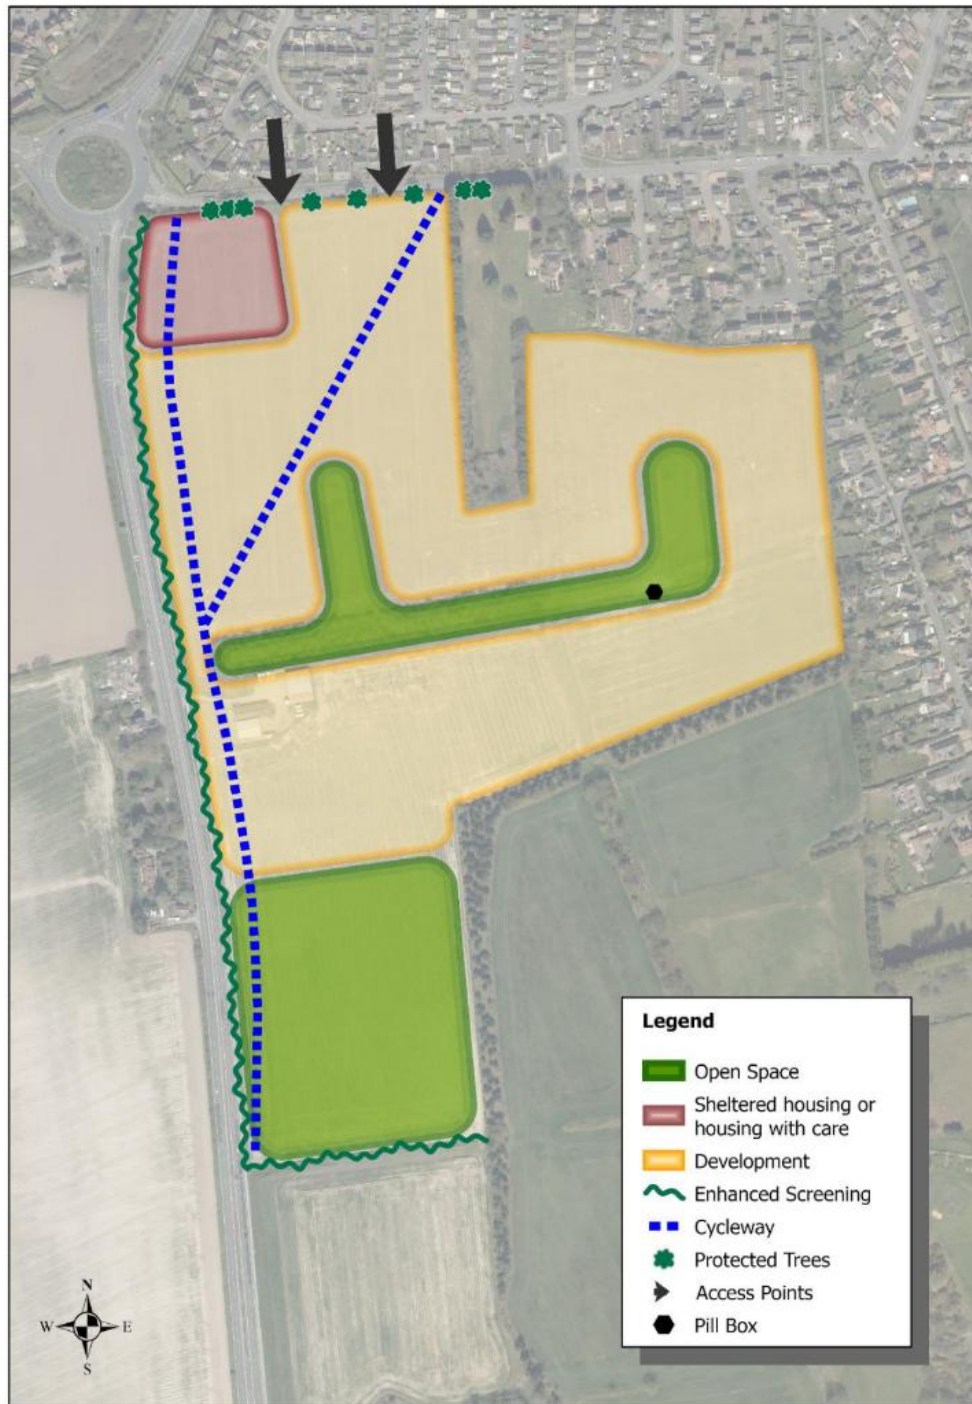 Legend
Open Space
Sheltered housing or
housing with care
Development
Enhanced Screening
Cycleway
Protected Trees
Access Points
Pill Box
N
W E
S